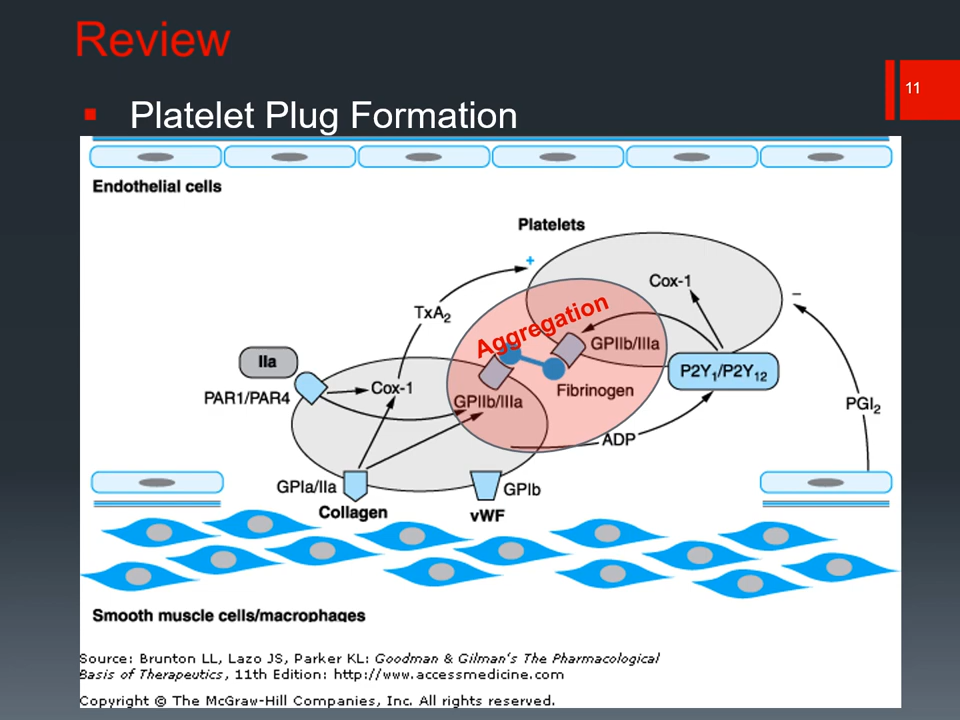 Review
11
Platelet Plug Formation
Endothelial cells
Platelets
+
Cox-1
−
TxA2
Aggregation
GPIIb/IIIa
IIa
P2Y1/P2Y12
Cox-1
Fibrinogen
PAR1/PAR4
GPIIb/IIIa
PGI2
ADP
GPIa/IIa
GPIb
Collagen
vWF
Smooth muscle cells/macrophages
Source: Brunton LL, Lazo JS, Parker KL: Goodman & Gilman's The Pharmacological
Basis of Therapeutics, 11th Edition: http://www.accessmedicine.com
Copyright © The McGraw-Hill Companies, Inc. All rights reserved.